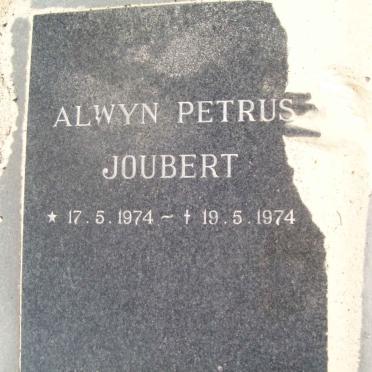 ALWYN PETRUS
JOUBERT
★ 17.5.1974 ~ † 19.5.1974